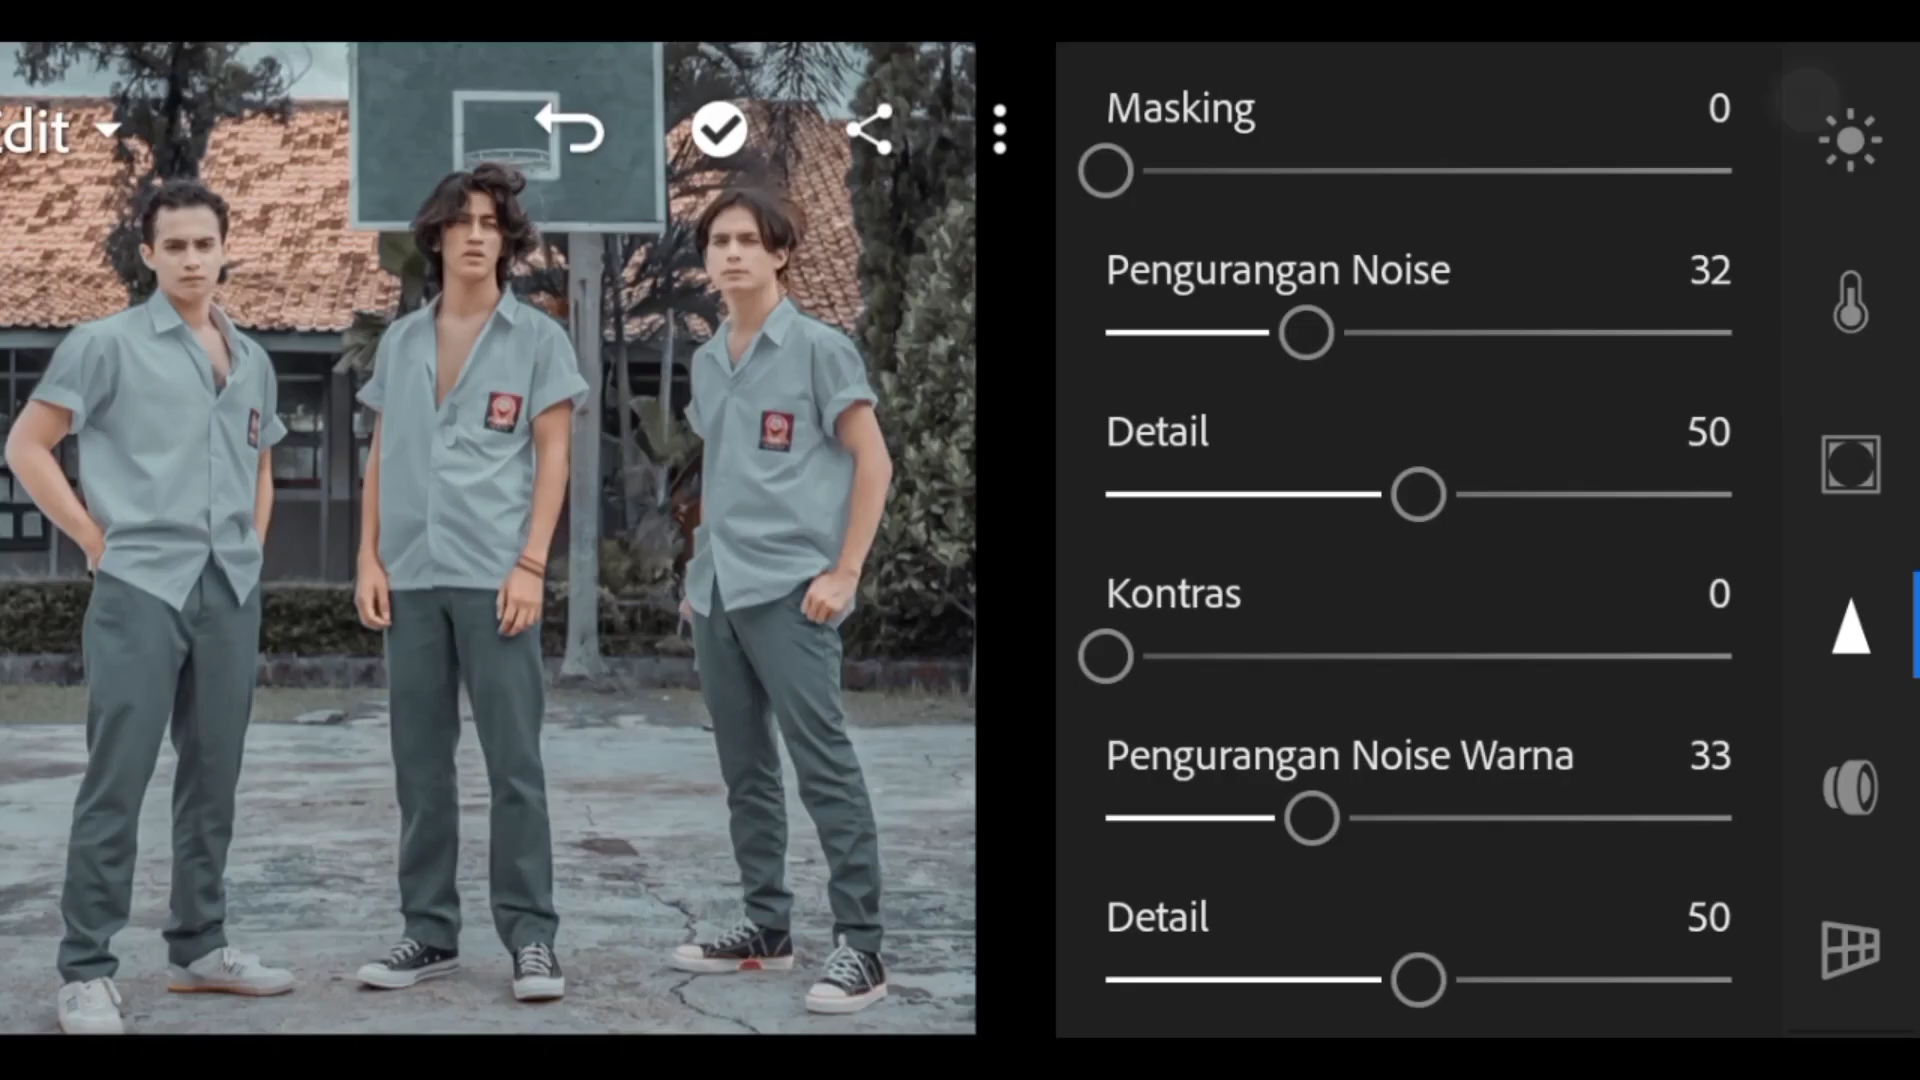 dit
Masking 0
Pengurangan Noise 32
Detail 50
Kontras 0
Pengurangan Noise Warna 33
Detail 50